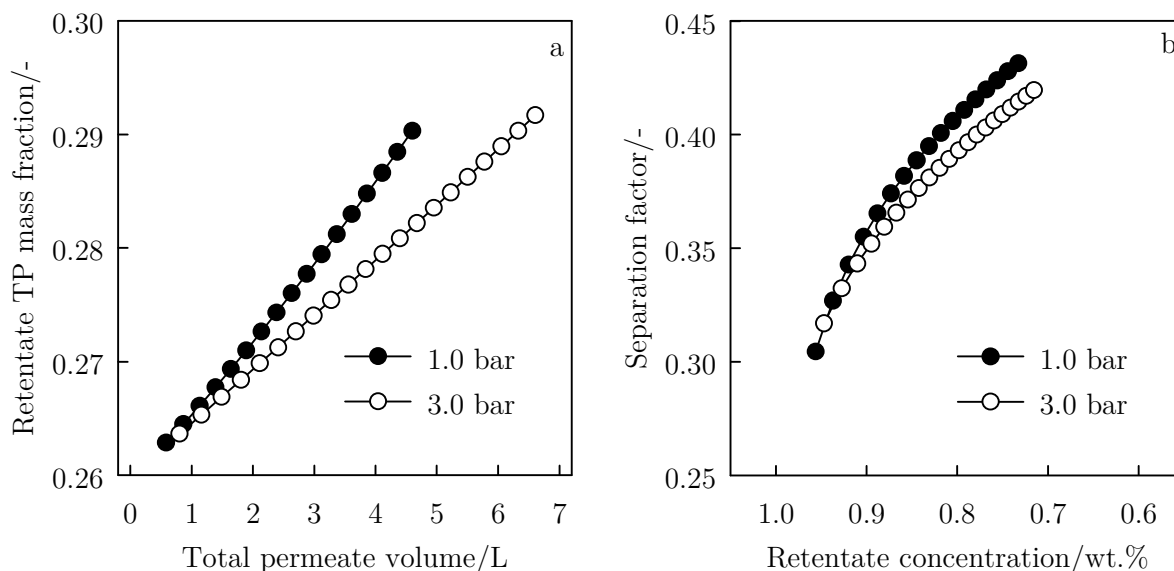 Retentate TP mass fraction/-
0.30
0.29
0.28
0.27
0.26
a
1.0 bar
3.0 bar
0 1 2 3 4 5 6 7
Total permeate volume/L
Separation factor/-
0.45
0.40
0.35
0.30
0.25
b
1.0 bar
3.0 bar
1.0 0.9 0.8 0.7 0.6
Retentate concentration/wt.%